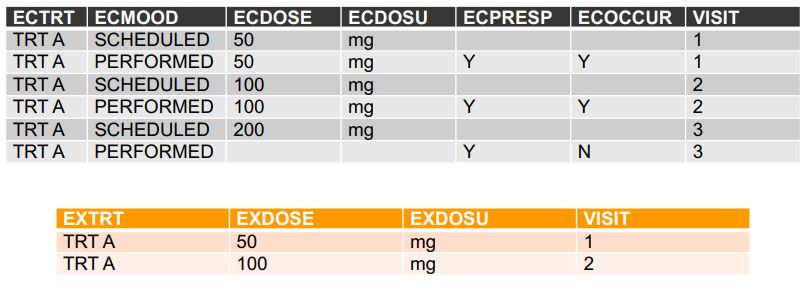 ECTRT ECMOOD ECDOSE ECDOSU ECPRESP ECOCCUR VISIT
TRT A SCHEDULED 50 mg 1
TRT A PERFORMED 50 mg Y Y 1
TRT A SCHEDULED 100 mg 2
TRT A PERFORMED 100 mg Y Y 2
TRT A SCHEDULED 200 mg 3
TRT A PERFORMED Y N 3
EXTRT EXDOSE EXDOSU VISIT
TRT A 50 mg 1
TRT A 100 mg 2